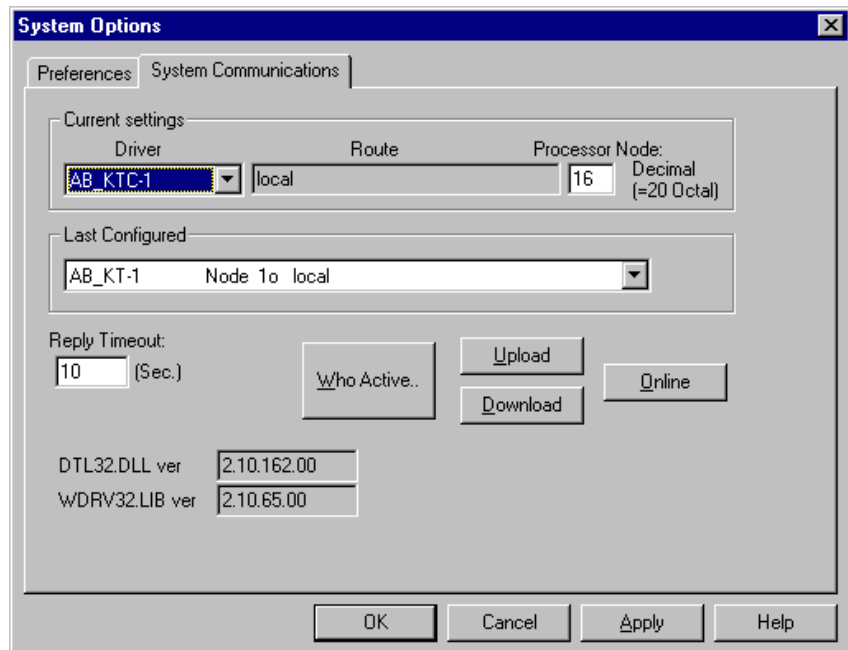 System Options
Preferences
System Communications
Current settings
Driver
Route
Processor Node:
AB_KTC-1
local
16
Decimal
(=20 Octal)
Last Configured
AB_KT-1 Node 1o local
Reply Timeout:
10 (Sec.)
Who Active..
Upload
Download
Online
DTL32.DLL ver 2.10.162.00
WDRV32.LIB ver 2.10.65.00
OK
Cancel
Apply
Help